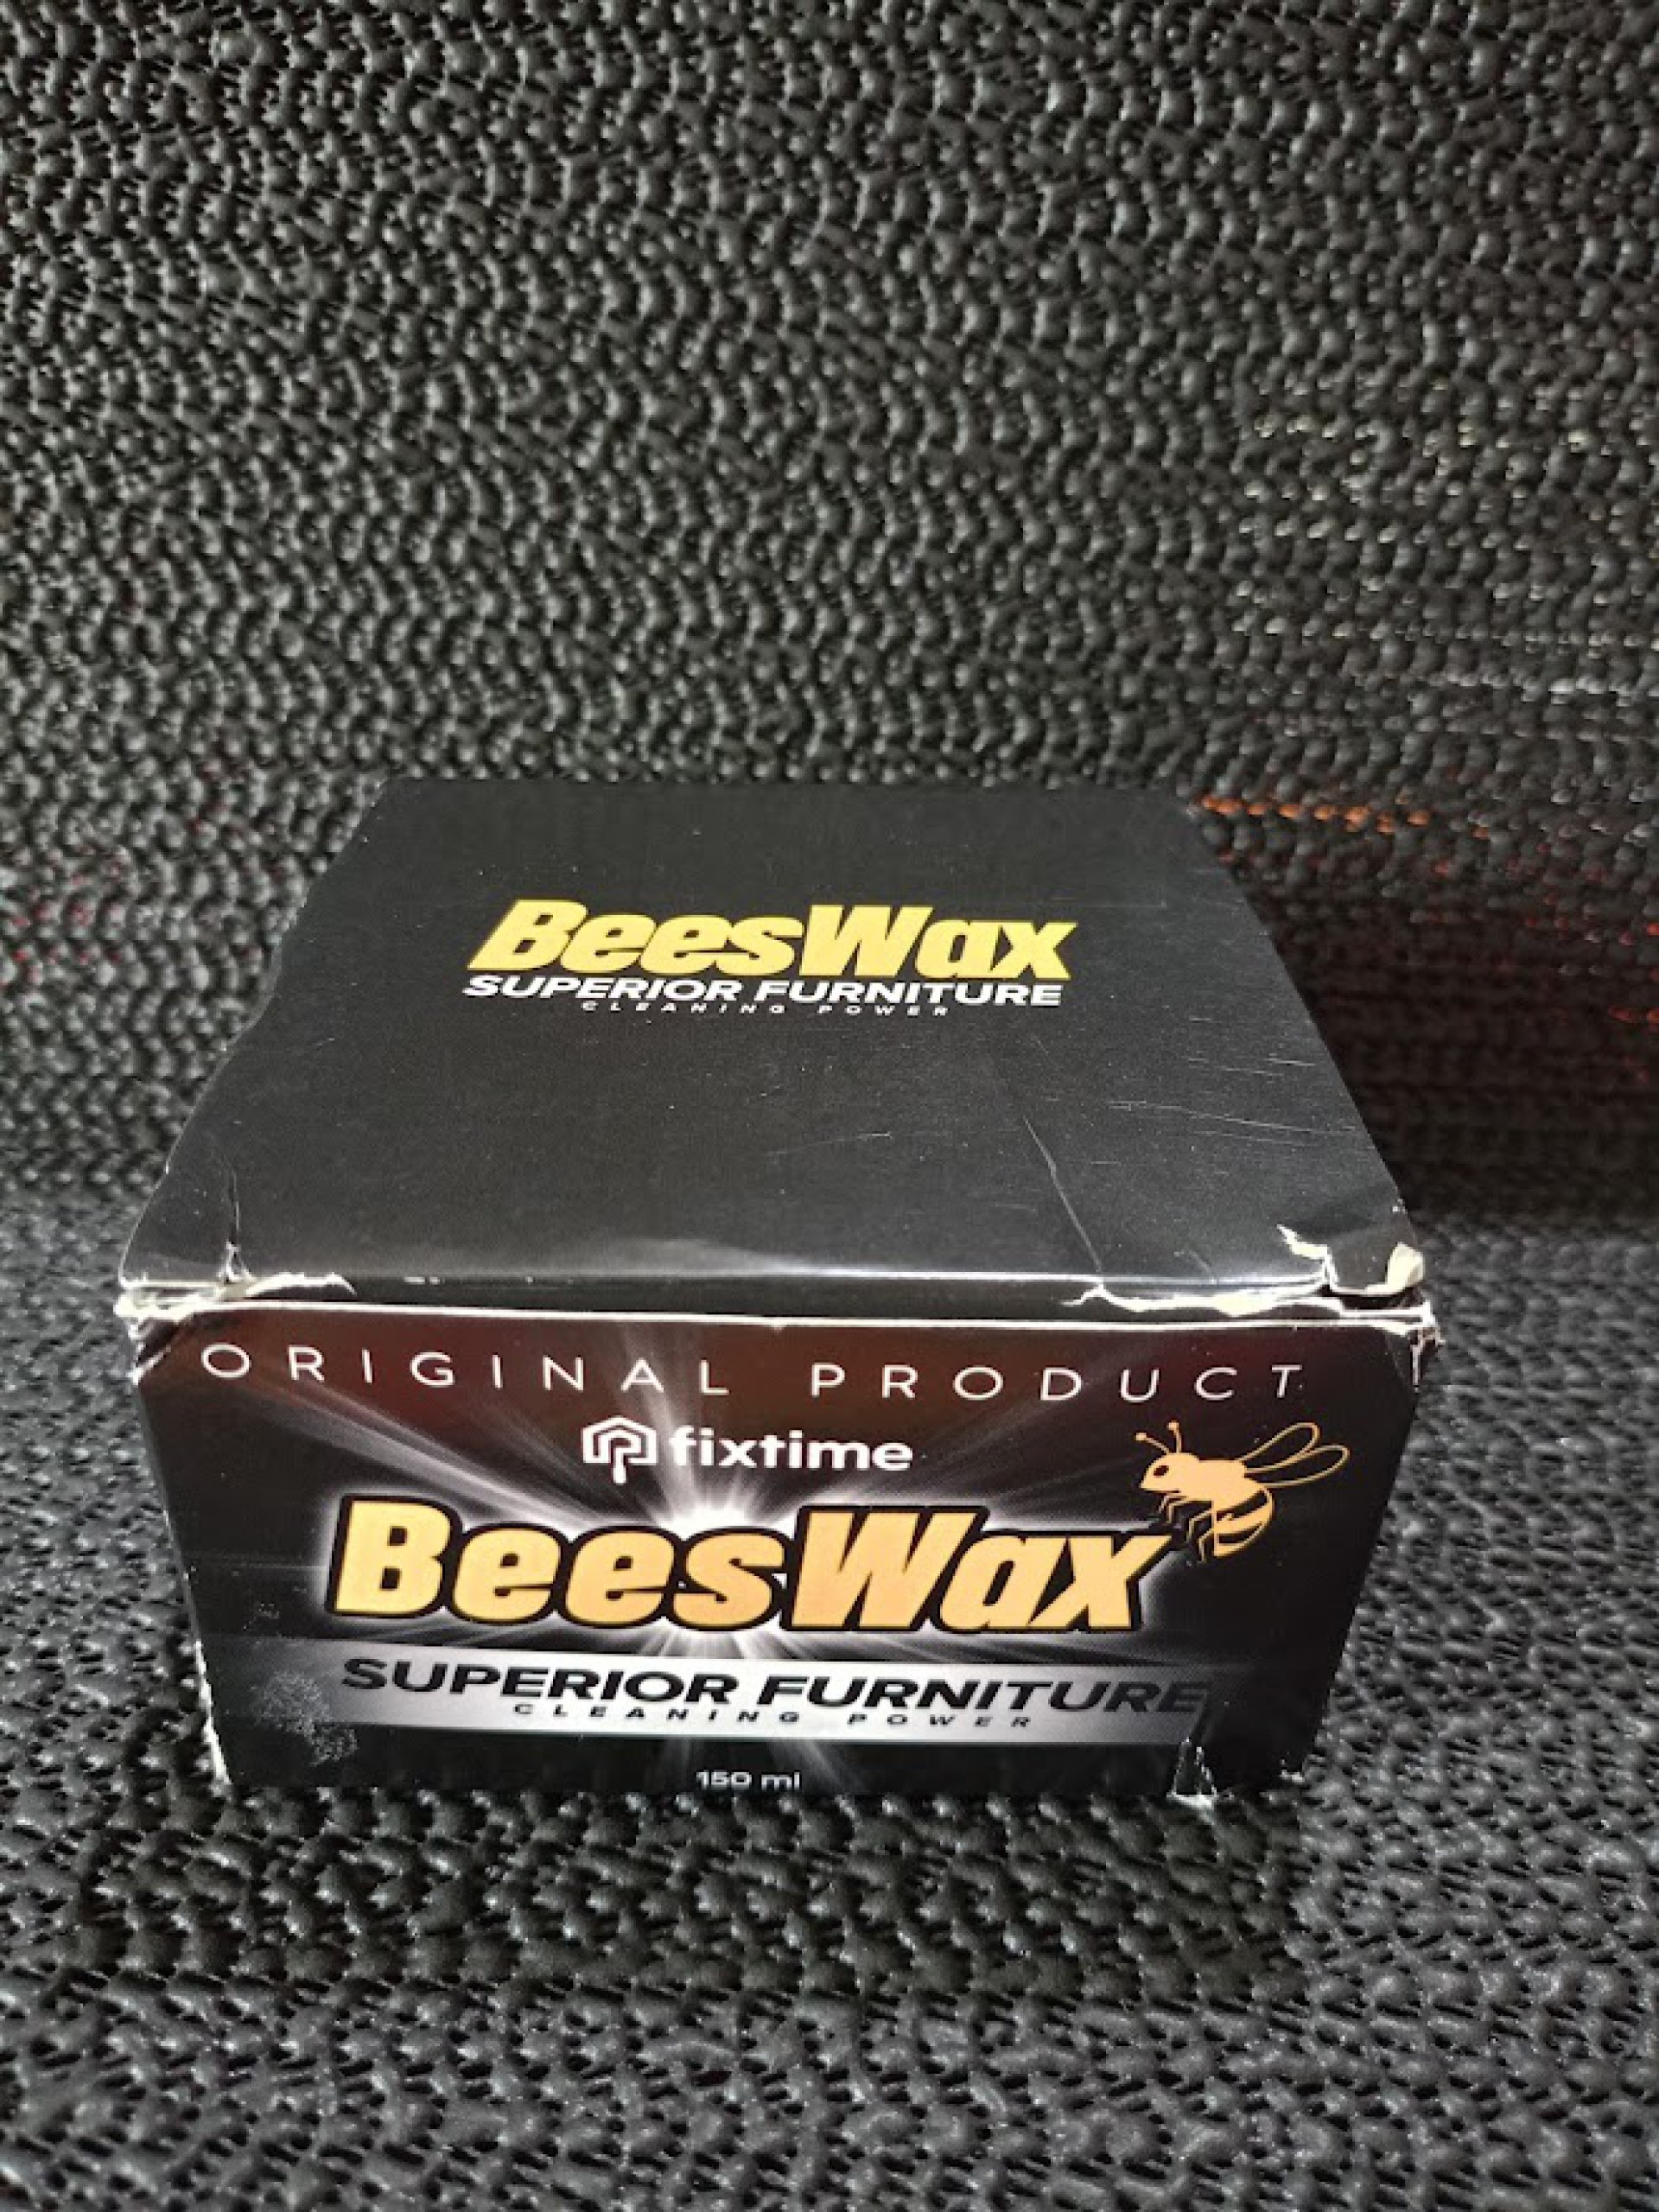 BeesWax
SUPERIOR FURNITURE
CLEANING POWER
ORIGINAL PRODUCT
fixtime
BeesWax
SUPERIOR FURNITURE
CLEANING POWER
150 ml